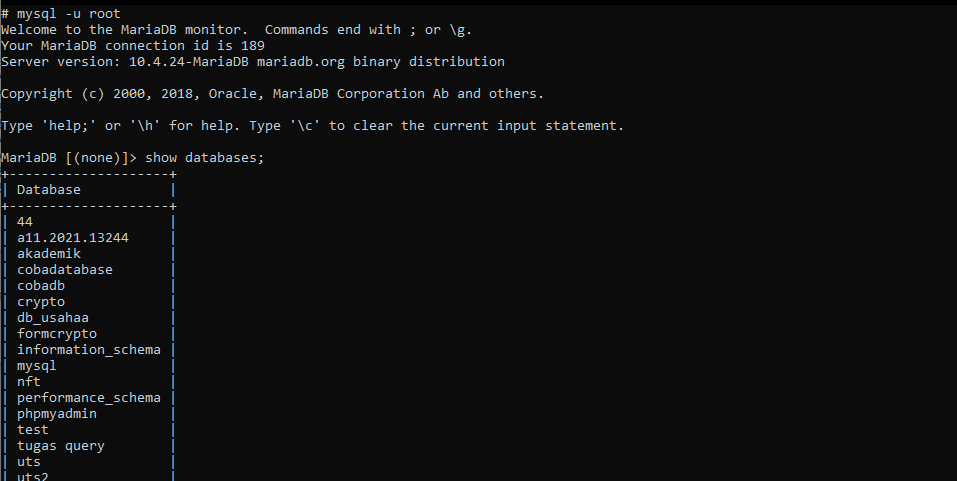 # mysql -u root
Welcome to the MariaDB monitor.  Commands end with ; or \g.
Your MariaDB connection id is 189
Server version: 10.4.24-MariaDB mariadb.org binary distribution
Copyright (c) 2000, 2018, Oracle, MariaDB Corporation Ab and others.
Type 'help;' or '\h' for help. Type '\c' to clear the current input statement.
MariaDB [(none)]> show databases;
+--------------------+
| Database           |
+--------------------+
| 44                 |
| a11.2021.13244     |
| akademik           |
| cobadatabase       |
| cobadb             |
| crypto             |
| db_usahaa          |
| formcrypto         |
| information_schema |
| mysql              |
| nft                |
| performance_schema |
| phpmyadmin         |
| test               |
| tugas query        |
| uts                |
| uts2               |